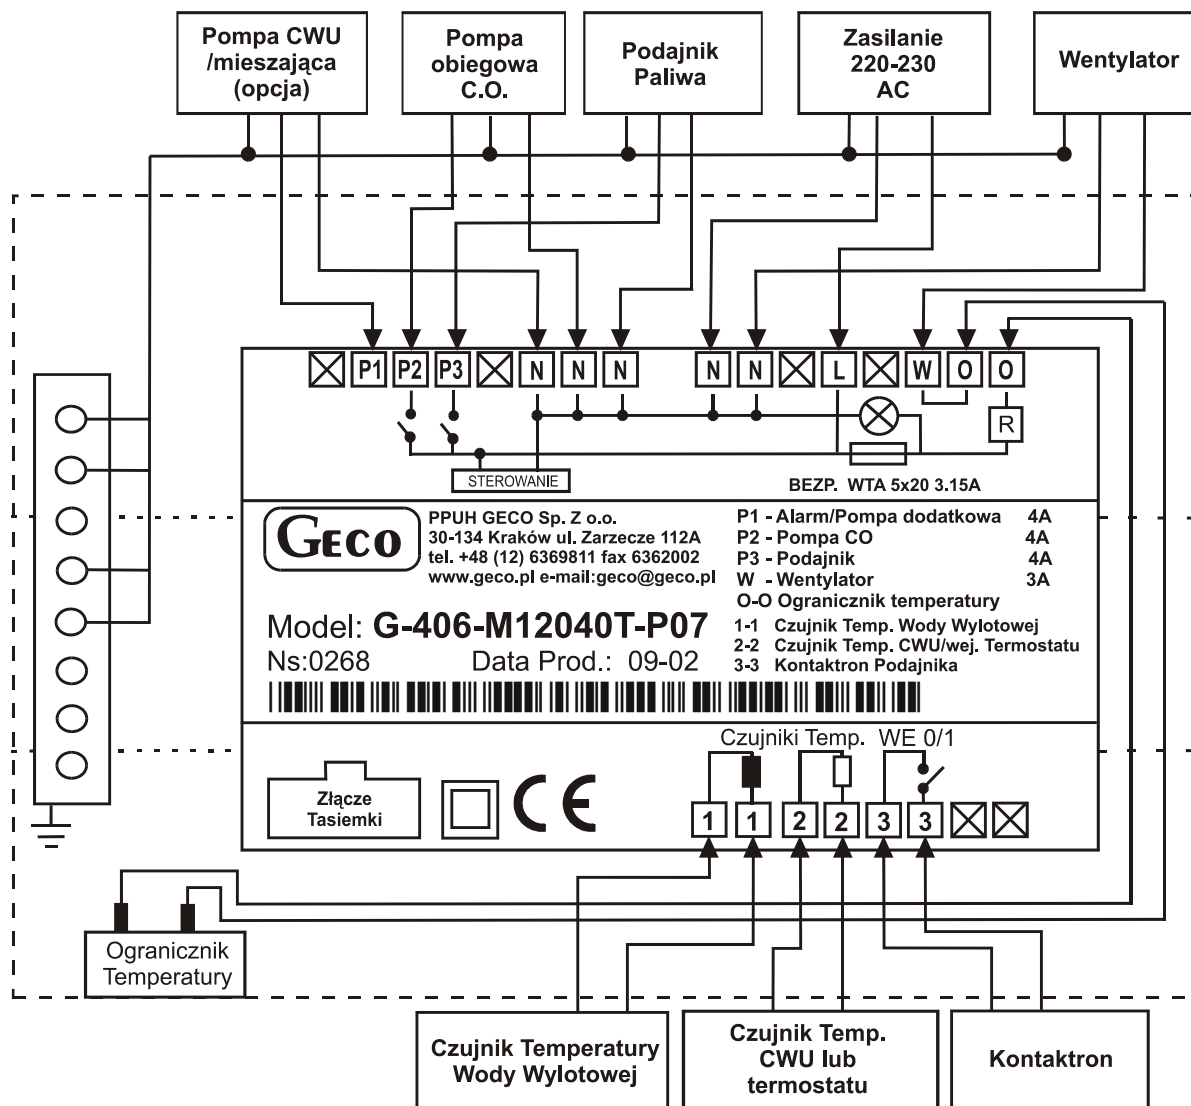 Pompa CWU
/mieszająca
(opcja)
Pompa
obiegowa
C.O.
Podajnik
Paliwa
Zasilanie
220-230
AC
Wentylator
P1 P2 P3 N N N N N L W O O
R
STEROWANIE
BEZP. WTA 5x20 3.15A
GECO
PPUH GECO Sp. Z o.o.
30-134 Kraków ul. Zarzecze 112A
tel. +48 (12) 6369811 fax 6362002
www.geco.pl e-mail:geco@geco.pl
Model: G-406-M12040T-P07
Ns:0268 Data Prod.: 09-02
P1 - Alarm/Pompa dodatkowa 4A
P2 - Pompa CO 4A
P3 - Podajnik 4A
W - Wentylator 3A
O-O Ogranicznik temperatury
1-1 Czujnik Temp. Wody Wylotowej
2-2 Czujnik Temp. CWU/wej. Termostatu
3-3 Kontaktron Podajnika
Czujniki Temp. WE 0/1
Złącze
Tasiemki
CE
1 1 2 2 3 3
Ogranicznik
Temperatury
Czujnik Temperatury
Wody Wylotowej
Czujnik Temp.
CWU lub
termostatu
Kontaktron